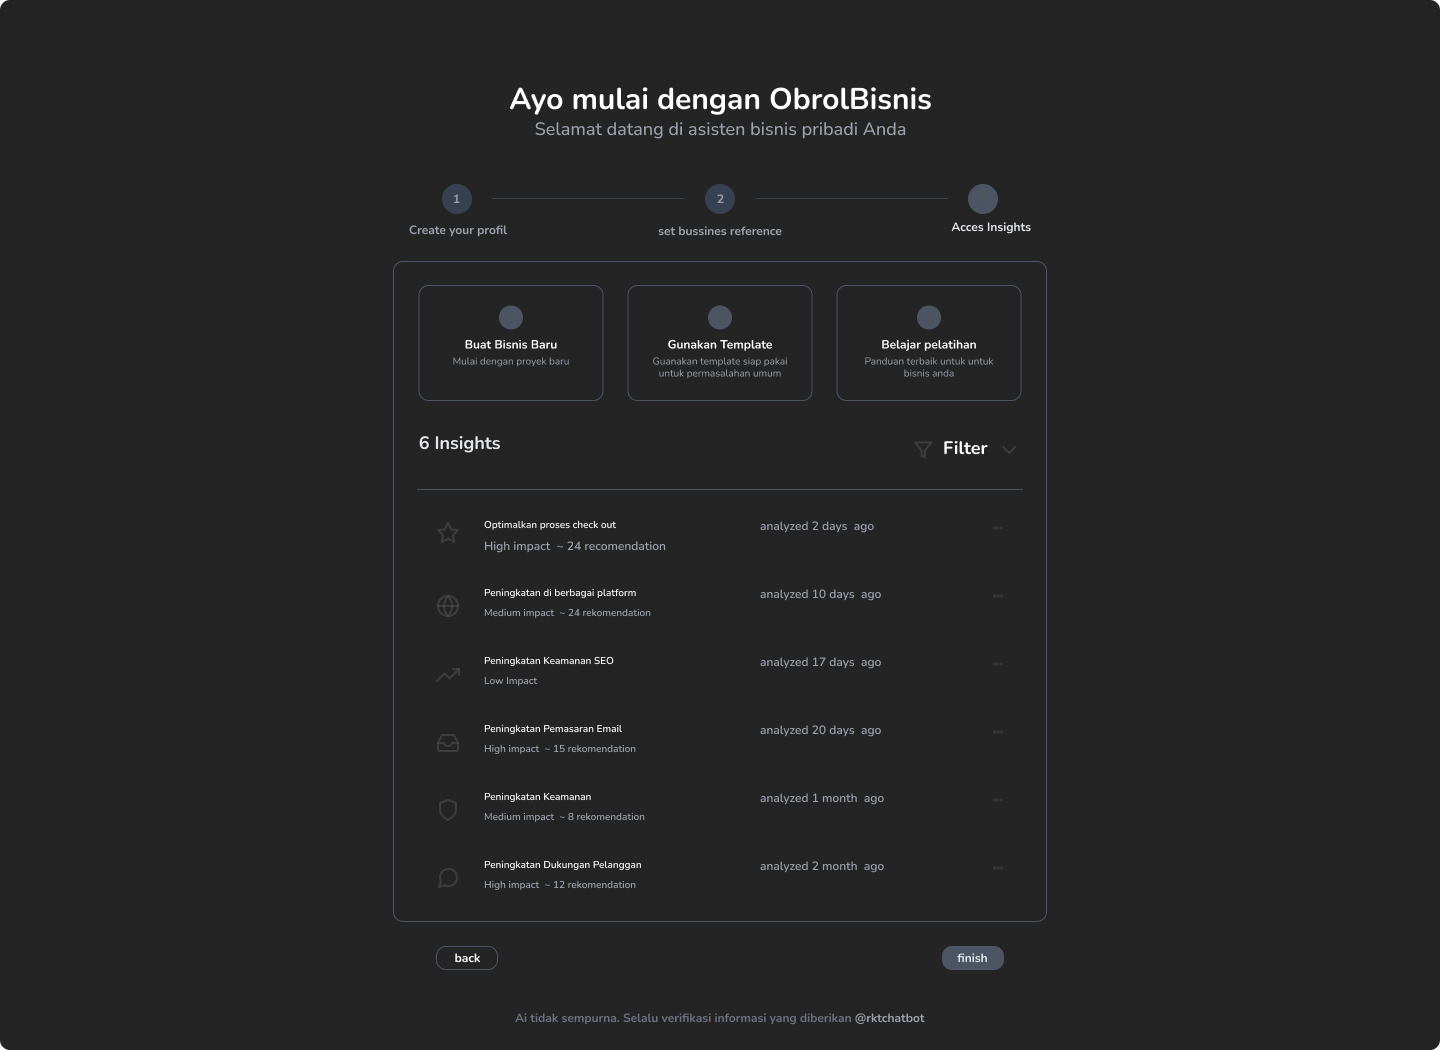 Ayo mulai dengan ObrolBisnis
Selamat datang di asisten bisnis pribadi Anda
1
2
Create your profil
set bussines reference
Acces Insights
Buat Bisnis Baru
Mulai dengan proyek baru
Gunakan Template
Guanakan template siap pakai
untuk permasalahan umum
Belajar pelatihan
Panduan terbaik untuk untuk
bisnis anda
6 Insights
Filter
Optimalkan proses check out
High impact ~ 24 recomendation
analyzed 2 days ago
Peningkatan di berbagai platform
Medium impact ~ 24 rekomendation
analyzed 10 days ago
Peningkatan Keamanan SEO
Low Impact
analyzed 17 days ago
Peningkatan Pemasaran Email
High impact ~ 15 rekomendation
analyzed 20 days ago
Peningkatan Keamanan
Medium impact ~ 8 rekomendation
analyzed 1 month ago
Peningkatan Dukungan Pelanggan
High impact ~ 12 rekomendation
analyzed 2 month ago
back
finish
Ai tidak sempurna. Selalu verifikasi informasi yang diberikan @rktchatbot